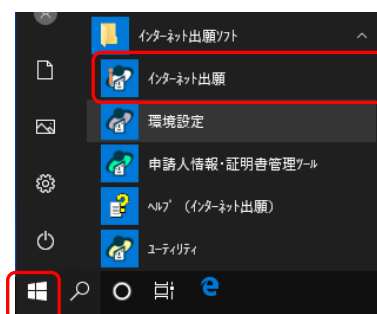 ｲﾝﾀｰﾈｯﾄ出願ｿﾌﾄ
ｲﾝﾀｰﾈｯﾄ出願
環境設定
申請人情報・証明書管理ﾂｰﾙ
ﾍﾙﾌﾟ (ｲﾝﾀｰﾈｯﾄ出願)
ﾕｰﾃｨﾘﾃｨ